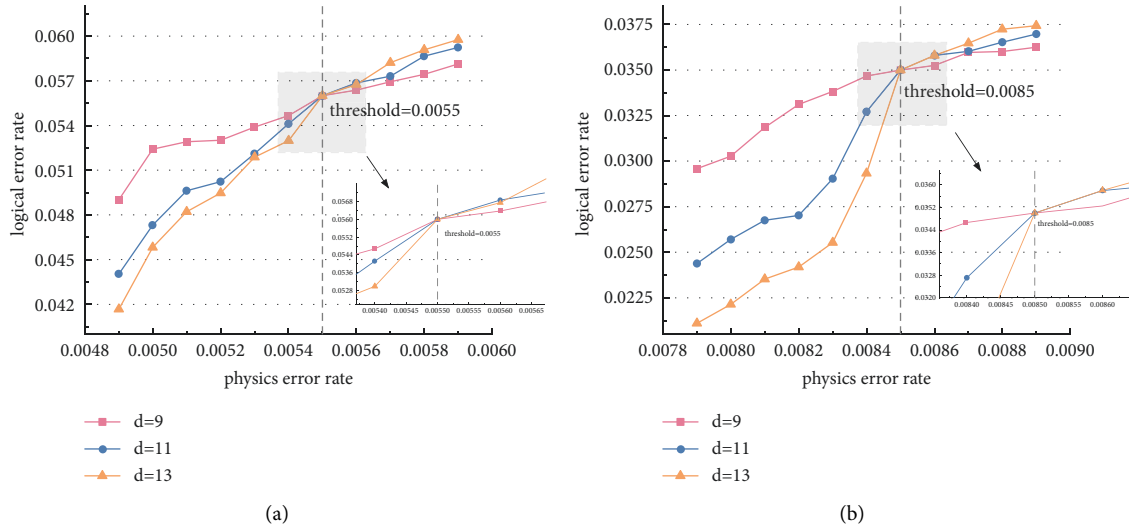 logical error rate
0.060
0.057
0.054
0.051
0.048
0.045
0.042
threshold=0.0055
0.0568
0.0560
0.0552
0.0544
0.0536
0.0528
threshold=0.0055
0.00540 0.00545 0.00550 0.00555 0.00560 0.00565
0.0048 0.0050 0.0052 0.0054 0.0056 0.0058 0.0060
physics error rate
d=9
d=11
d=13
(a)
logical error rate
0.0375
0.0350
0.0325
0.0300
0.0275
0.0250
0.0225
threshold=0.0085
0.0360
0.0352
0.0344
0.0336
0.0328
0.0320
threshold=0.0085
0.00840 0.00845 0.00850 0.00855 0.00860
0.0078 0.0080 0.0082 0.0084 0.0086 0.0088 0.0090
physics error rate
d=9
d=11
d=13
(b)